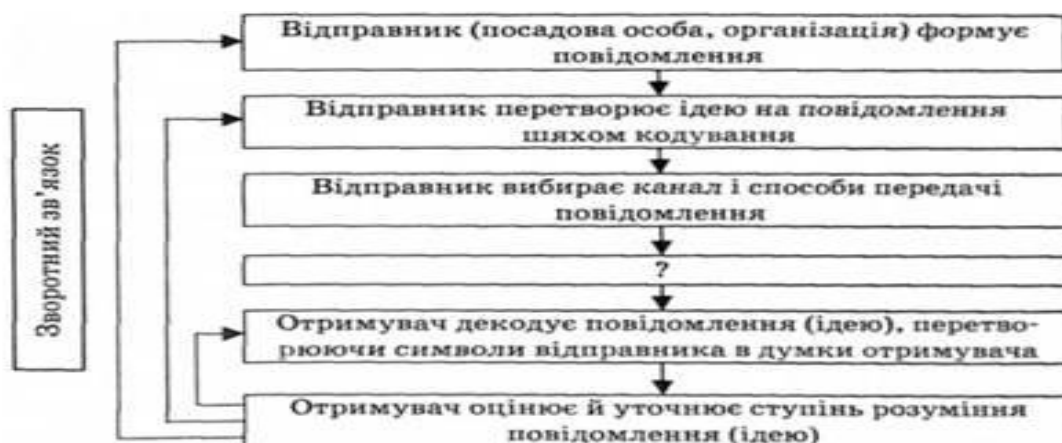 Зворотний зв'язок
Відправник (посадова особа, організація) формує
повідомлення
Відправник перетворює ідею на повідомлення
шяхом кодування
Відправник вибирає канал і способи передачі
повідомлення
?
Отримувач декодує повідомлення (ідею), перетво-
рюючи символи відправника в думки отримувача
Отримувач оцінює й уточнює ступінь розуміння
повідомлення (ідею)